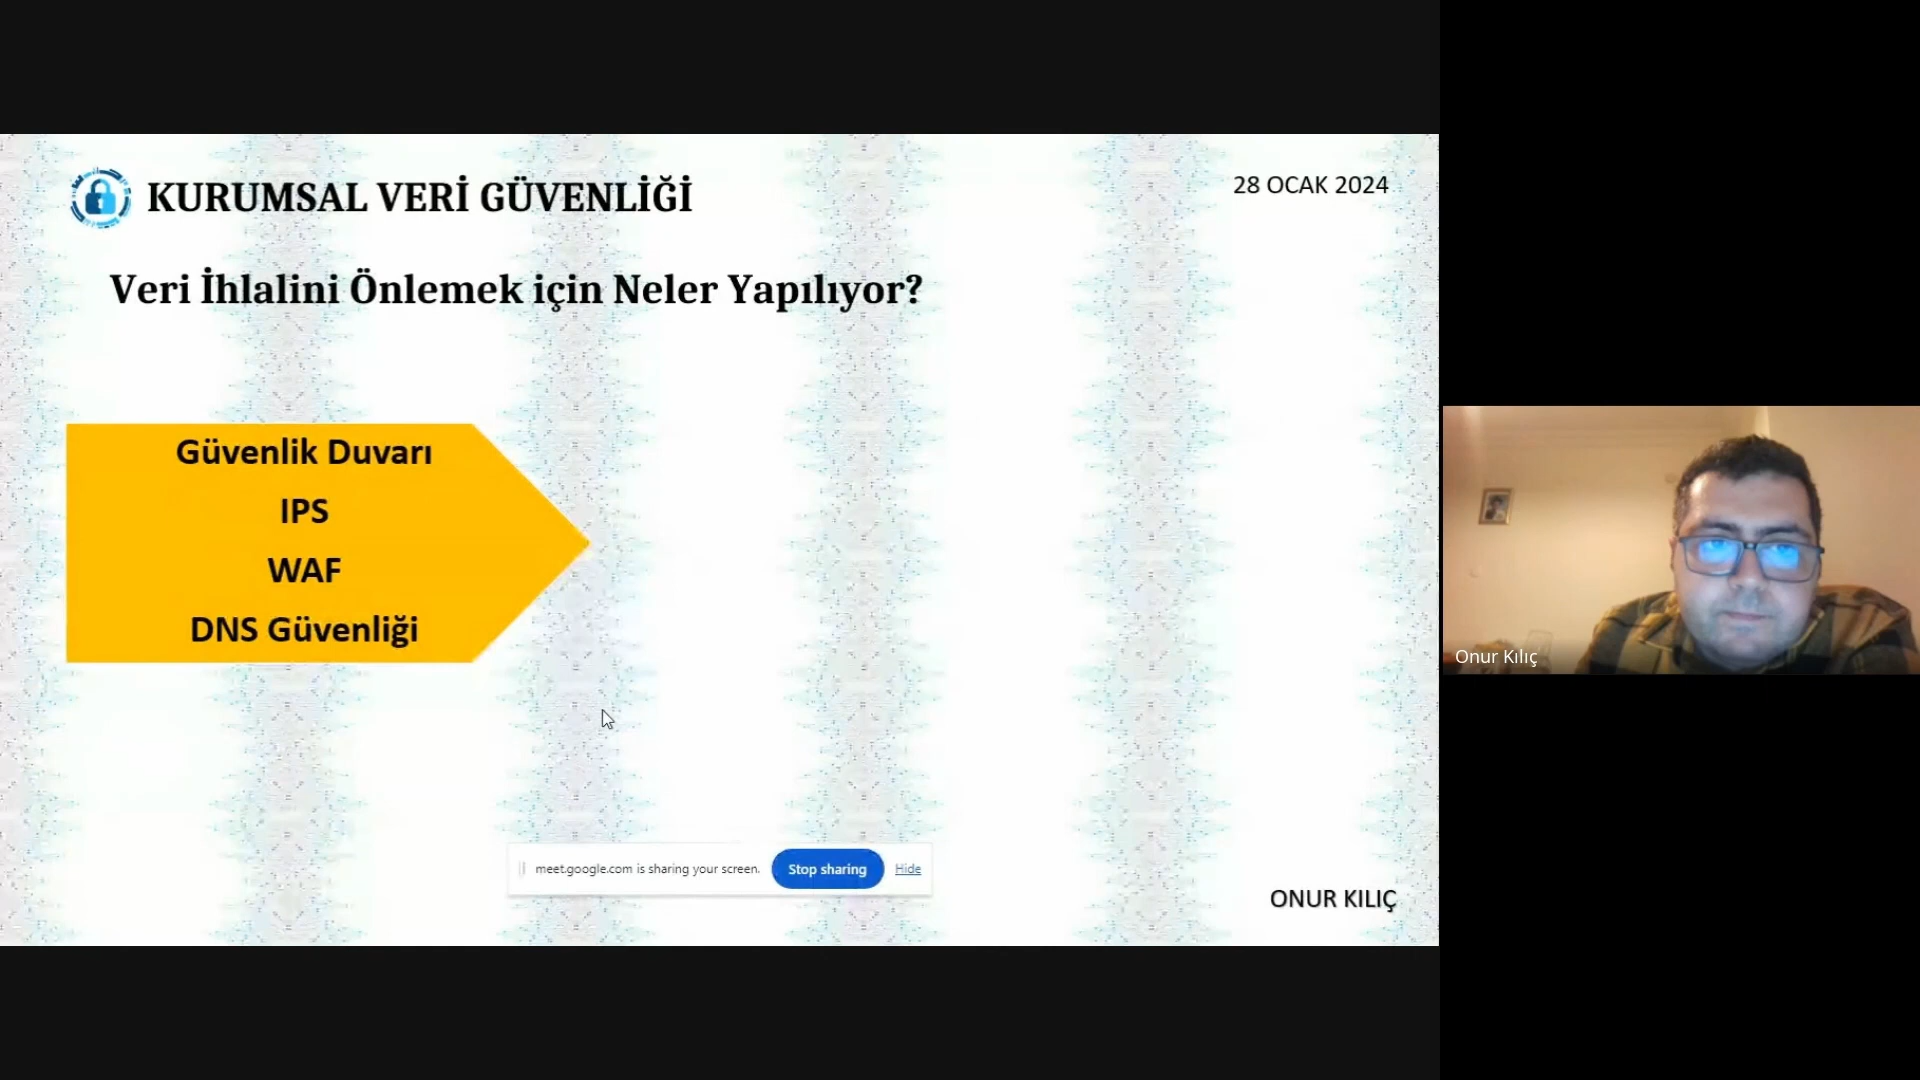 KURUMSAL VERİ GÜVENLİĞİ
28 OCAK 2024
Veri İhlalini Önlemek için Neler Yapılıyor?
Güvenlik Duvarı
IPS
WAF
DNS Güvenliği
Onur Kılıç
meet.google.com is sharing your screen.
Stop sharing
Hide
ONUR KILIÇ